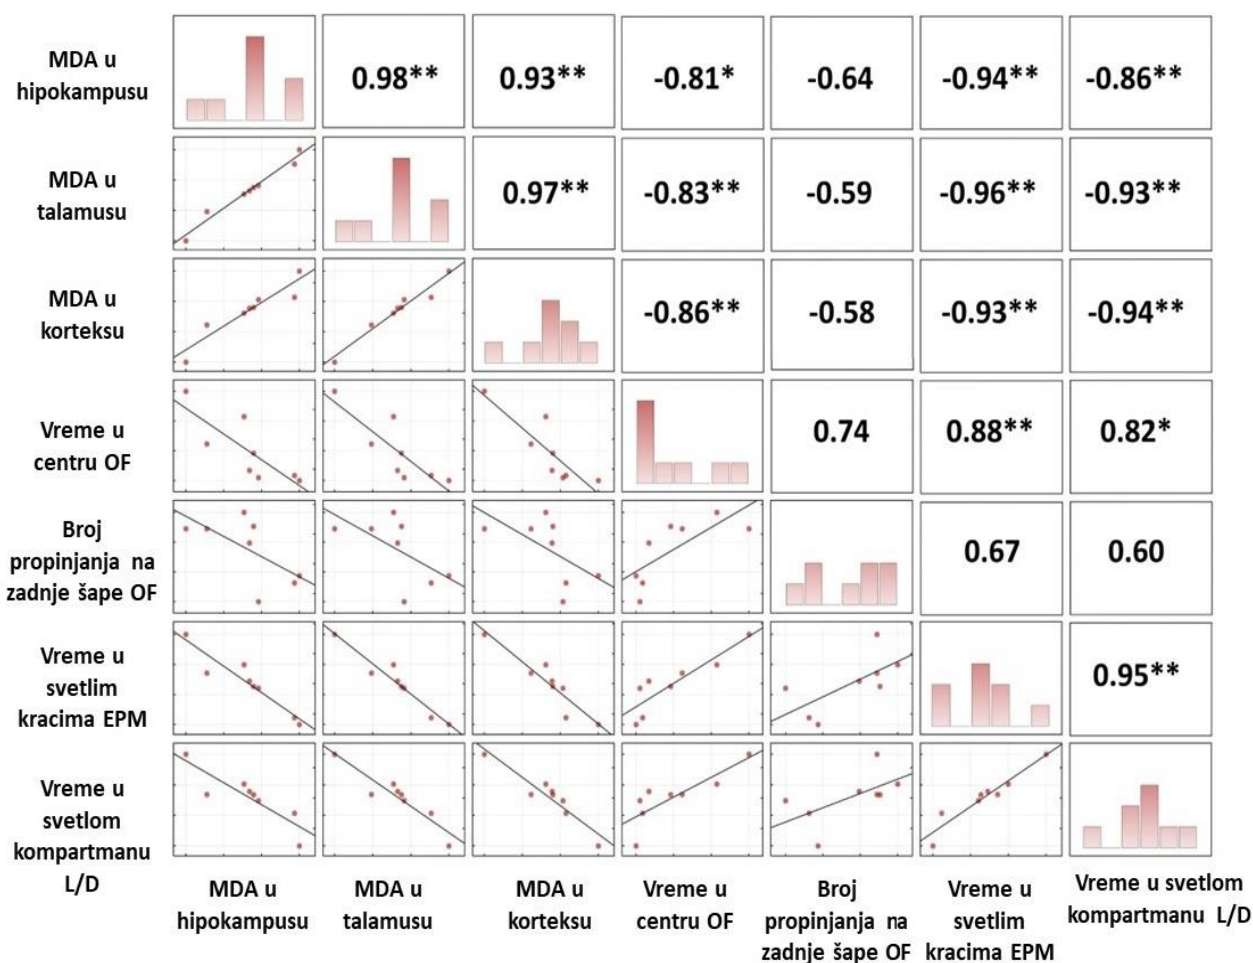 MDA u
hipokampusu
0.98**
0.93**
-0.81*
-0.64
-0.94**
-0.86**
MDA u
talamusu
0.97**
-0.83**
-0.59
-0.96**
-0.93**
MDA u
korteksu
-0.86**
-0.58
-0.93**
-0.94**
Vreme u
centru OF
0.74
0.88**
0.82*
Broj
propinjanja na
zadnje šape OF
0.67
0.60
Vreme u
svetlim
kracima EPM
0.95**
Vreme u
svetlom
kompartmanu
L/D
MDA u
hipokampusu
MDA u
talamusu
MDA u
korteksu
Vreme u
centru OF
Broj
propinjanja na
zadnje šape OF
Vreme u
svetlim
kracima EPM
Vreme u svetlom
kompartmanu L/D